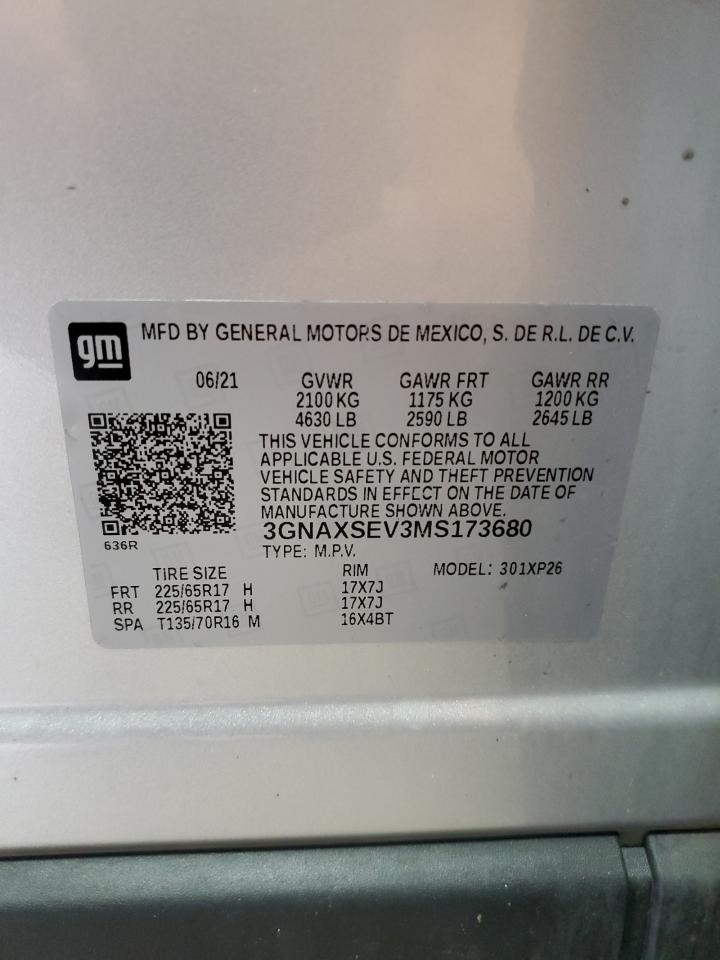 gm
MFD BY GENERAL MOTORS DE MEXICO, S. DE R.L. DE C.V.
06/21 GVWR GAWR FRT GAWR RR
2100 KG 1175 KG 1200 KG
4630 LB 2590 LB 2645 LB
THIS VEHICLE CONFORMS TO ALL
APPLICABLE U.S. FEDERAL MOTOR
VEHICLE SAFETY AND THEFT PREVENTION
STANDARDS IN EFFECT ON THE DATE OF
MANUFACTURE SHOWN ABOVE.
3GNAXSEV3MS173680
636R
TYPE: M.P.V.
TIRE SIZE RIM MODEL: 301XP26
FRT 225/65R17 H 17X7J
RR 225/65R17 H 17X7J
SPA T135/70R16 M 16X4BT